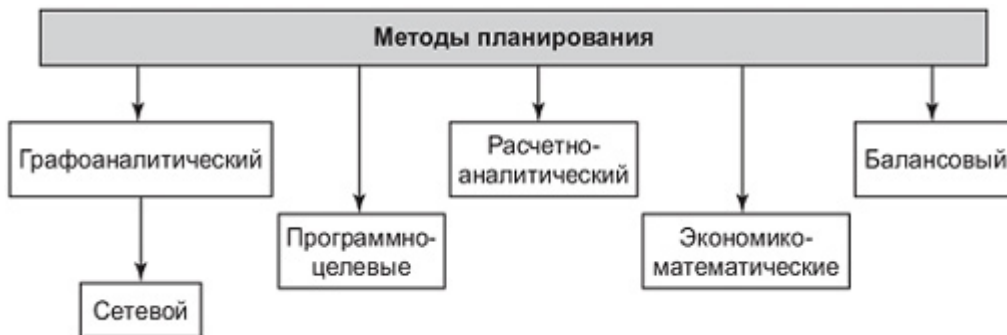 Методы планирования
Графоаналитический
Расчетно-
аналитический
Балансовый
Программно-
целевые
Экономико-
математические
Сетевой